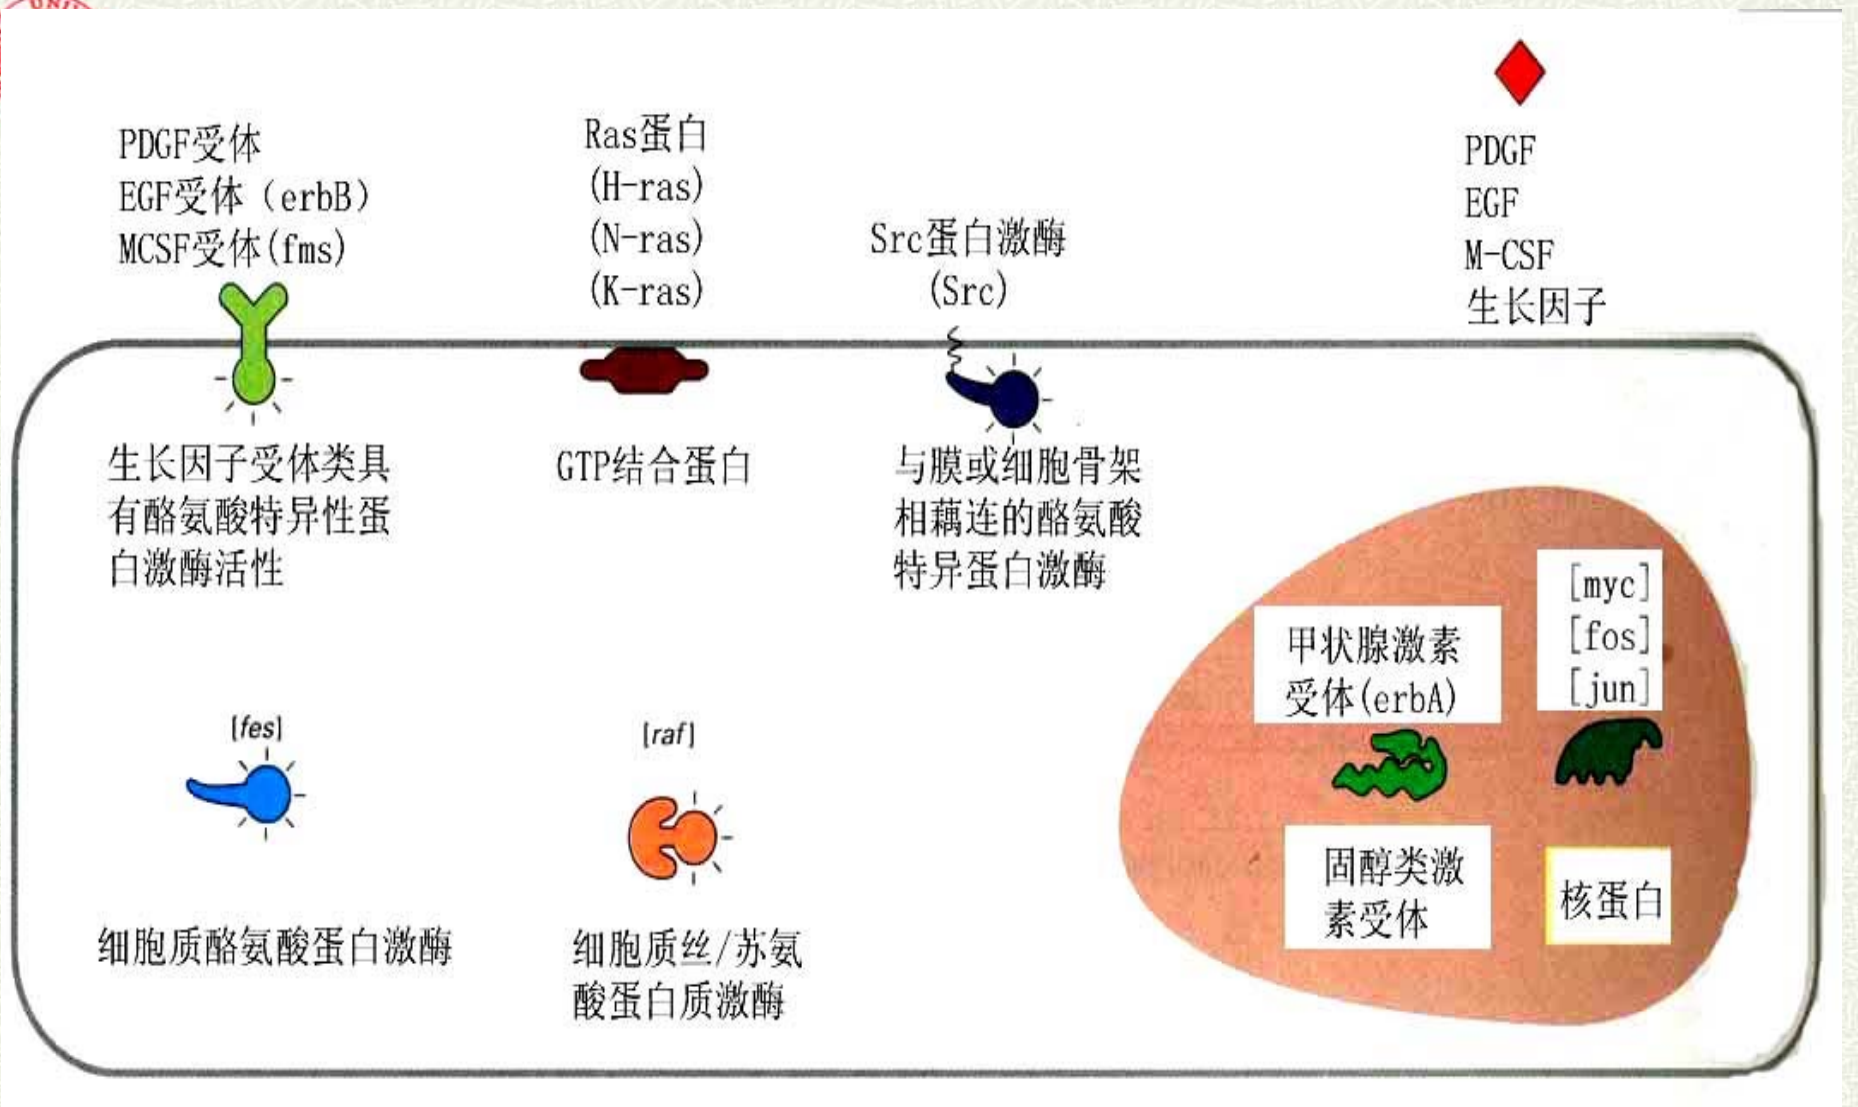 PDGF受体
EGF受体（erbB）
MCSF受体(fms)
Ras蛋白
(H-ras)
(N-ras)
(K-ras)
Src蛋白激酶
(Src)
PDGF
EGF
M-CSF
生长因子
生长因子受体类具
有酪氨酸特异性蛋
白激酶活性
GTP结合蛋白
与膜或细胞骨架
相藕连的酪氨酸
特异蛋白激酶
[myc]
[fos]
[jun]
甲状腺激素
受体(erbA)
[fes]
[raf]
固醇类激
素受体
核蛋白
细胞质酪氨酸蛋白激酶
细胞质丝/苏氨
酸蛋白质激酶